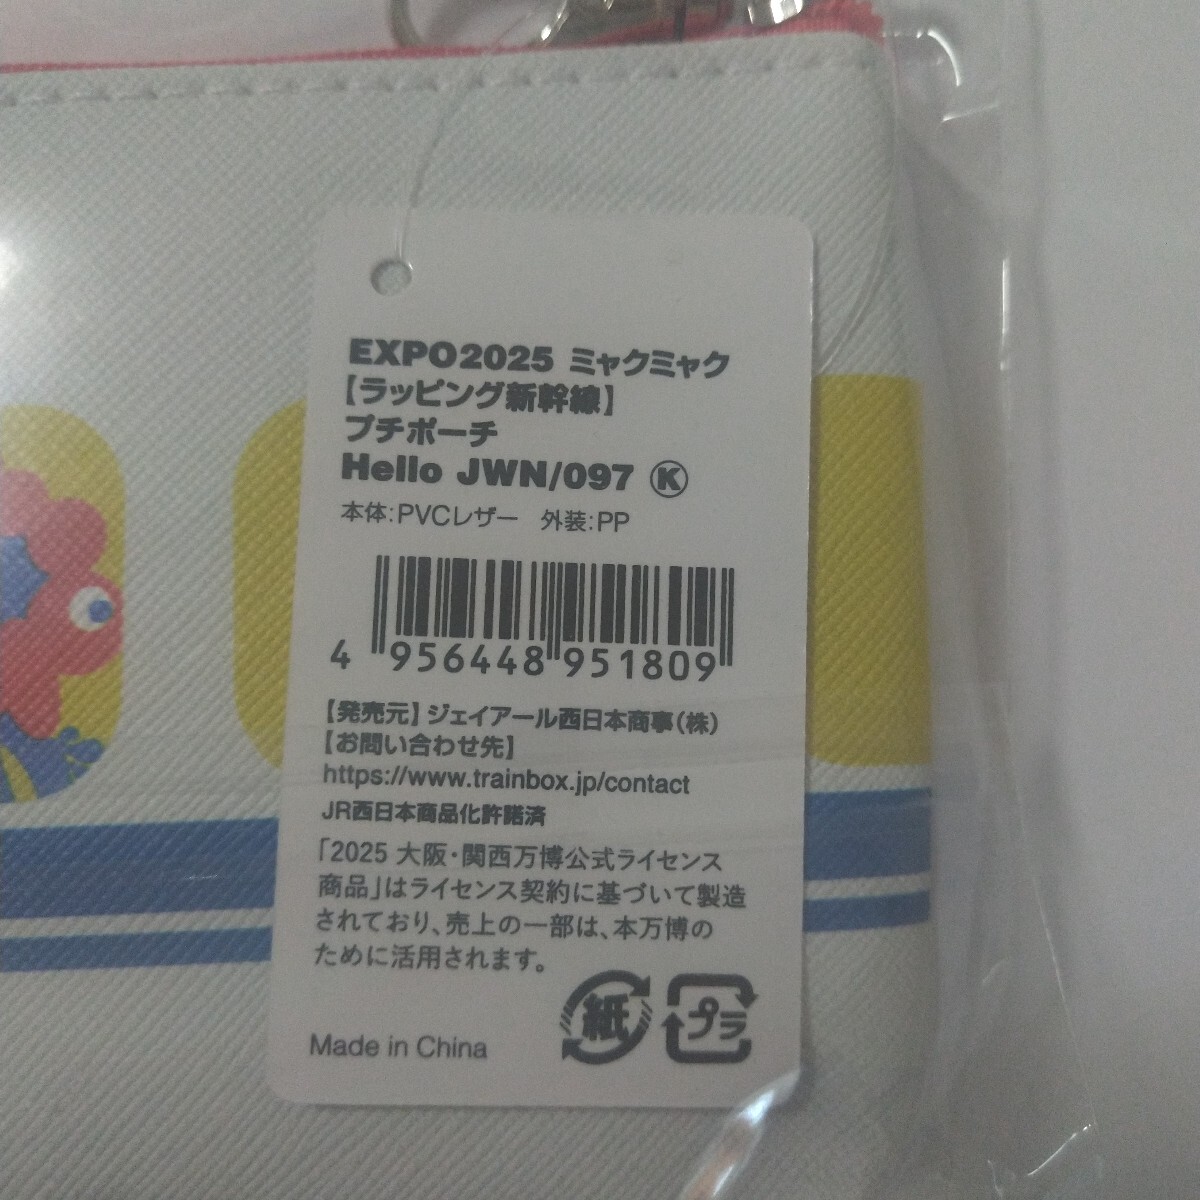 EXPO2025 ミャクミャク
【ラッピング新幹線】
プチポーチ
Hello JWN/097 Ⓚ
本体:PVCレザー 外装:PP
4 956448 951809
【発売元】ジェイアール西日本商事(株)
【お問い合わせ先】
https://www.trainbox.jp/contact
JR西日本商品化許諾済
「2025 大阪・関西万博公式ライセンス
商品」はライセンス契約に基づいて製造
されており、売上の一部は、本万博の
ために活用されます。
紙 プラ
Made in China